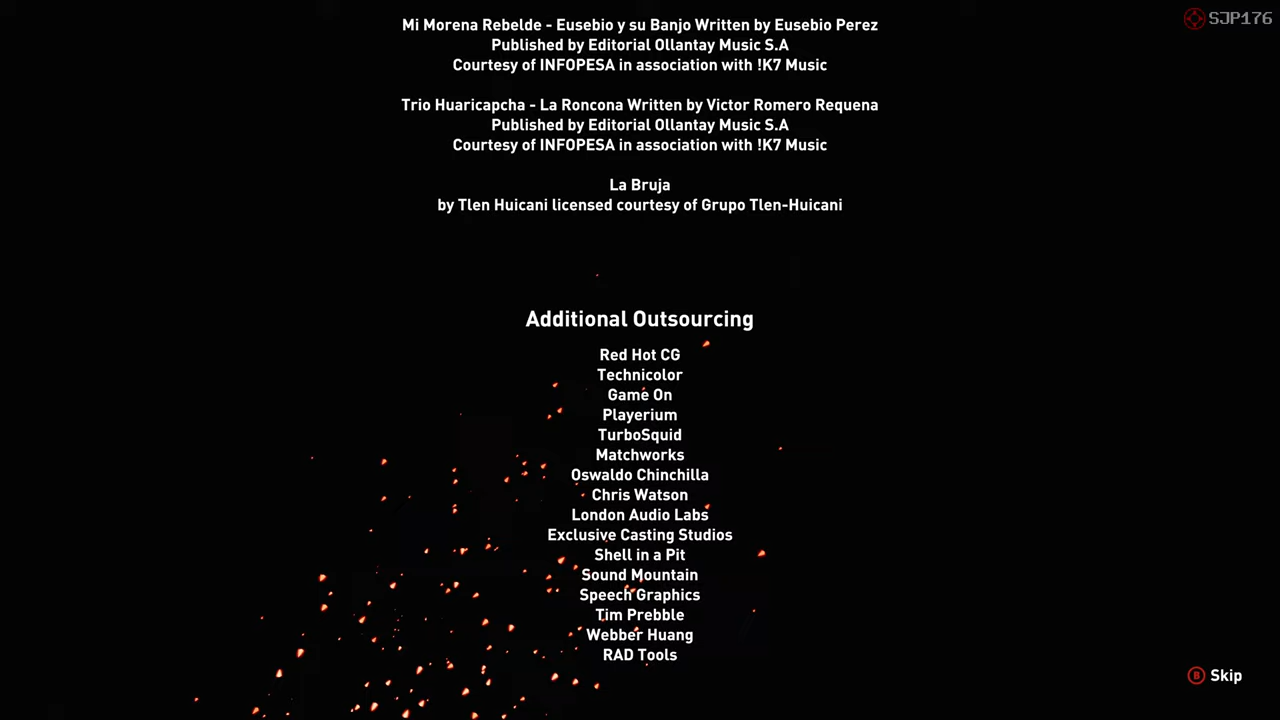 SJP176
Mi Morena Rebelde - Eusebio y su Banjo Written by Eusebio Perez
Published by Editorial Ollantay Music S.A
Courtesy of INFOPESA in association with !K7 Music
Trio Huaricapcha - La Roncona Written by Victor Romero Requena
Published by Editorial Ollantay Music S.A
Courtesy of INFOPESA in association with !K7 Music
La Bruja
by Tlen Huicani licensed courtesy of Grupo Tlen-Huicani
Additional Outsourcing
Red Hot CG
Technicolor
Game On
Playerium
TurboSquid
Matchworks
Oswaldo Chinchilla
Chris Watson
London Audio Labs
Exclusive Casting Studios
Shell in a Pit
Sound Mountain
Speech Graphics
Tim Prebble
Webber Huang
RAD Tools
B Skip